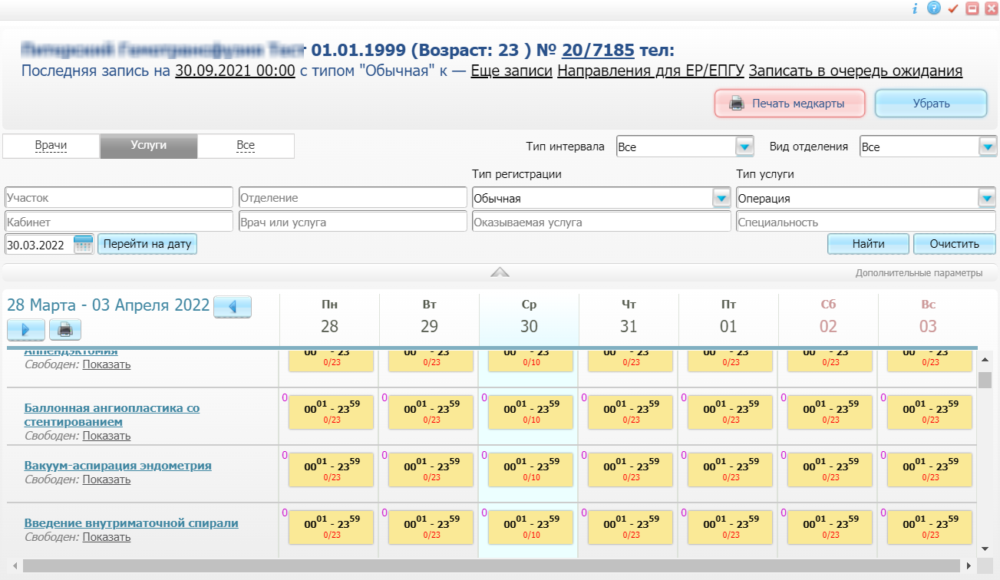 01.01.1999 (Возраст: 23 ) № 20/7185 тел:
Последняя запись на 30.09.2021 00:00 с типом "Обычная" к — Еще записи Направления для ЕР/ЕПГУ Записать в очередь ожидания
Печать медкарты Убрать
Врачи Услуги Все Тип интервала Все Вид отделения Все
Тип регистрации Тип услуги
Участок Отделение Обычная Операция
Кабинет Врач или услуга Оказываемая услуга Специальность
30.03.2022 Перейти на дату Найти Очистить
Дополнительные параметры
28 Марта - 03 Апреля 2022
Пн Вт Ср Чт Пт Сб Вс
28 29 30 31 01 02 03
Аппендэктомия 00 - 23 00 - 23 00 - 23 00 - 23 00 - 23 00 - 23 00 - 23
Свободен: Показать 0/23 0/23 0/10 0/23 0/23 0/23 0/23
0 0 0 0 0 0 0
Баллонная ангиопластика со 00 01 - 23 59 00 01 - 23 59 00 01 - 23 59 00 01 - 23 59 00 01 - 23 59 00 01 - 23 59 00 01 - 23 59
стентированием 0/23 0/23 0/10 0/23 0/23 0/23 0/23
Свободен: Показать
0 0 0 0 0 0 0
Вакуум-аспирация эндометрия 00 01 - 23 59 00 01 - 23 59 00 01 - 23 59 00 01 - 23 59 00 01 - 23 59 00 01 - 23 59 00 01 - 23 59
Свободен: Показать 0/23 0/23 0/10 0/23 0/23 0/23 0/23
0 0 0 0 0 0 0
Введение внутриматочной спирали 00 01 - 23 59 00 01 - 23 59 00 01 - 23 59 00 01 - 23 59 00 01 - 23 59 00 01 - 23 59 00 01 - 23 59
Свободен: Показать 0/23 0/23 0/10 0/23 0/23 0/23 0/23